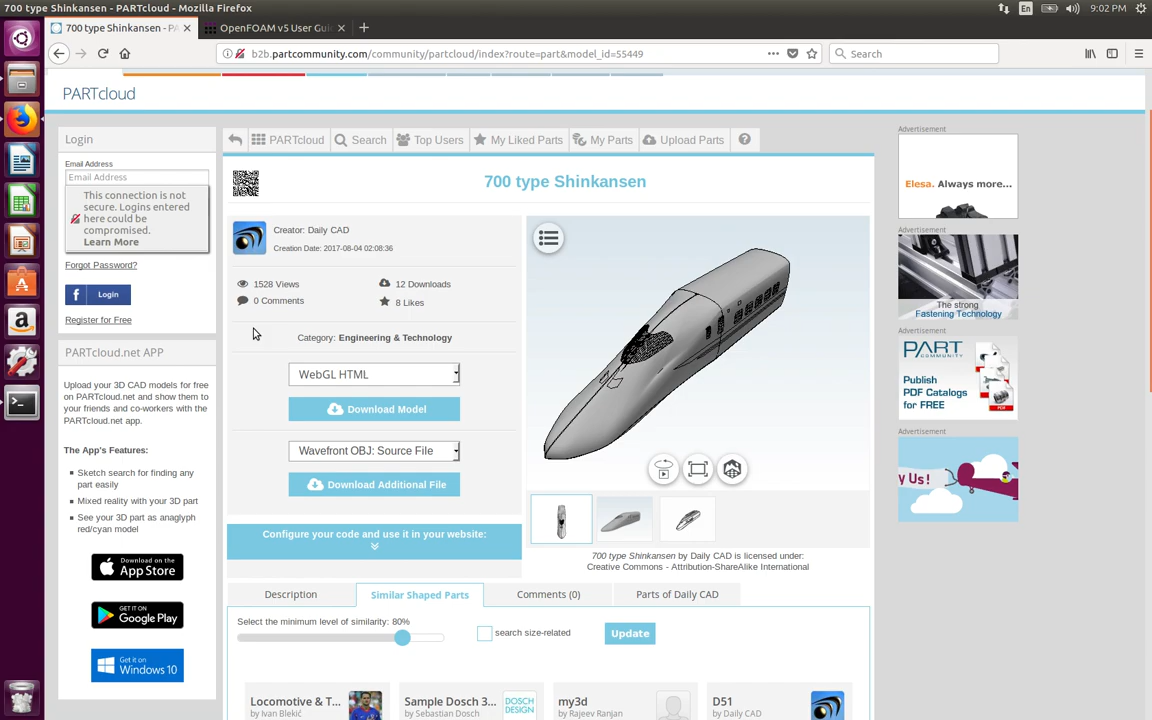 700 type Shinkansen - PARTcloud - Mozilla Firefox
En
9:02 PM
700 type Shinkansen - PA
OpenFOAM v5 User Gui
b2b.partcommunity.com/community/partcloud/index?route=part&model_id=55449
Search
PARTcloud
Login
Email Address
Email Address
This connection is not
secure. Logins entered
here could be
compromised.
Learn More
Forgot Password?
f Login
Register for Free
PARTcloud.net APP
Upload your 3D CAD models for free
on PARTcloud.net and show them to
your friends and co-workers with the
PARTcloud.net app.
The App's Features:
Sketch search for finding any
part easily
Mixed reality with your 3D part
See your 3D part as anaglyph
red/cyan model
Download on the
App Store
GET IT ON
Google Play
Get it on
Windows 10
PARTcloud
Search
Top Users
My Liked Parts
My Parts
Upload Parts
?
700 type Shinkansen
Creator: Daily CAD
Creation Date: 2017-08-04 02:08:36
1528 Views
12 Downloads
0 Comments
8 Likes
Category: Engineering & Technology
WebGL HTML
Download Model
Wavefront OBJ: Source File
Download Additional File
Configure your code and use it in your website:
700 type Shinkansen by Daily CAD is licensed under:
Creative Commons - Attribution-ShareAlike International
Description
Similar Shaped Parts
Comments (0)
Parts of Daily CAD
Select the minimum level of similarity: 80%
search size-related
Update
Locomotive & T...
by Ivan Blekić
Sample Dosch 3...
by Sebastian Dosch
DOSCH
DESIGN
my3d
by Rajeev Ranjan
D51
by Daily CAD
Advertisement
Elesa. Always more...
Advertisement
The strong
Fastening Technology
Advertisement
PART
COMMUNITY
Publish
PDF Catalogs
for FREE
Advertisement
y Us!